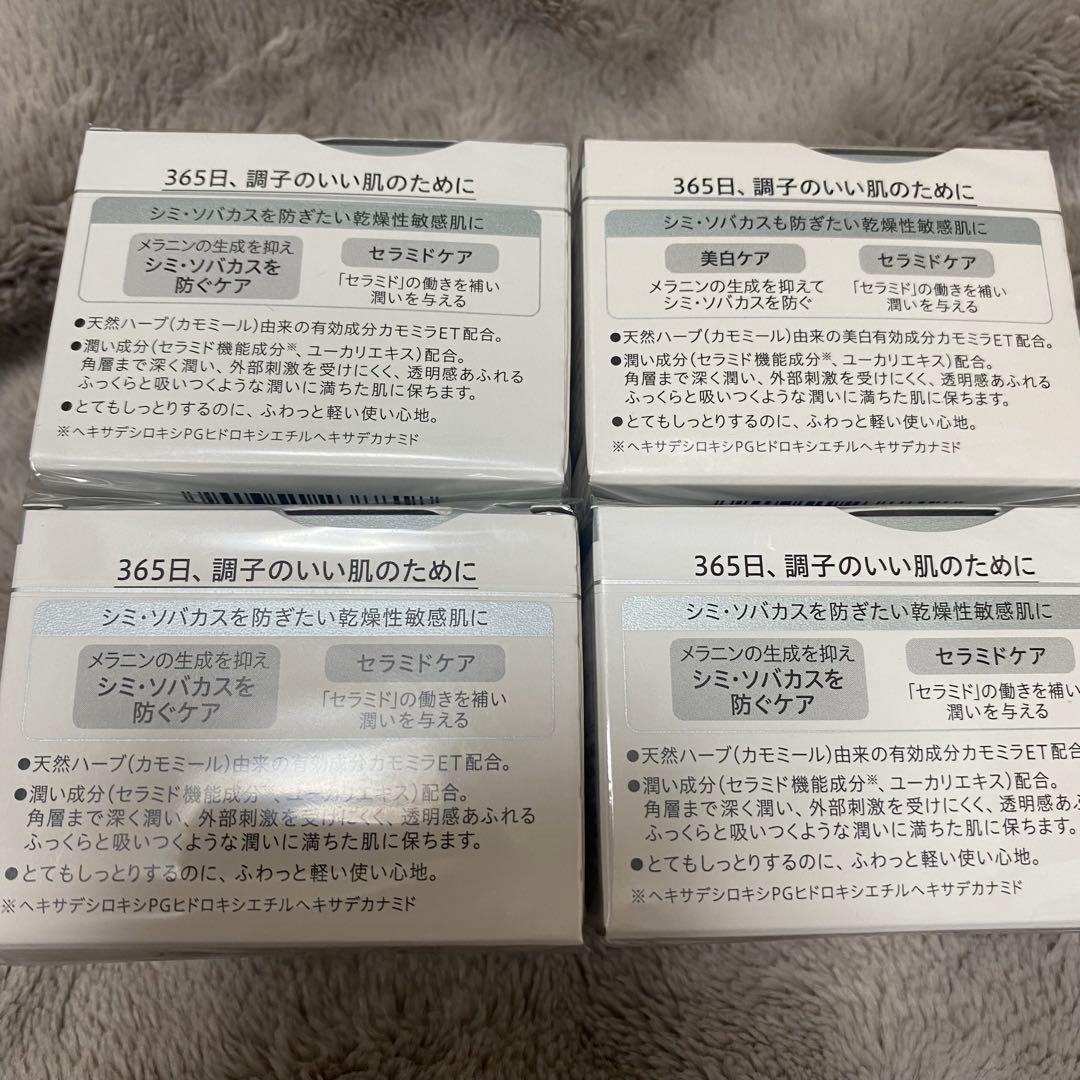 365日、調子のいい肌のために
シミ・ソバカスを防ぎたい乾燥性敏感肌に
メラニンの生成を抑え
シミ・ソバカスを
防ぐケア
セラミドケア
「セラミド」の働きを補い
潤いを与える
●天然ハーブ(カモミール)由来の有効成分カモミラET配合。
●潤い成分(セラミド機能成分※、ユーカリエキス)配合。
角層まで深く潤い、外部刺激を受けにくく、透明感あふれる
ふっくらと吸いつくような潤いに満ちた肌に保ちます。
●とてもしっとりするのに、ふわっと軽い使い心地。
※ヘキサデシロキシPGヒドロキシエチルヘキサデカナミド
365日、調子のいい肌のために
シミ・ソバカスも防ぎたい乾燥性敏感肌に
美白ケア
メラニンの生成を抑えて
シミ・ソバカスを防ぐ
セラミドケア
「セラミド」の働きを補い
潤いを与える
●天然ハーブ(カモミール)由来の美白有効成分カモミラET配合。
●潤い成分(セラミド機能成分※、ユーカリエキス)配合。
角層まで深く潤い、外部刺激を受けにくく、透明感あふれる
ふっくらと吸いつくような潤いに満ちた肌に保ちます。
●とてもしっとりするのに、ふわっと軽い使い心地。
※ヘキサデシロキシPGヒドロキシエチルヘキサデカナミド
365日、調子のいい肌のために
シミ・ソバカスを防ぎたい乾燥性敏感肌に
メラニンの生成を抑え
シミ・ソバカスを
防ぐケア
セラミドケア
「セラミド」の働きを補い
潤いを与える
●天然ハーブ(カモミール)由来の有効成分カモミラET配合。
●潤い成分(セラミド機能成分※、ユーカリエキス)配合。
角層まで深く潤い、外部刺激を受けにくく、透明感あふれる
ふっくらと吸いつくような潤いに満ちた肌に保ちます。
●とてもしっとりするのに、ふわっと軽い使い心地。
※ヘキサデシロキシPGヒドロキシエチルヘキサデカナミド
365日、調子のいい肌のために
シミ・ソバカスを防ぎたい乾燥性敏感肌に
メラニンの生成を抑え
シミ・ソバカスを
防ぐケア
セラミドケア
「セラミド」の働きを補い
潤いを与える
●天然ハーブ(カモミール)由来の有効成分カモミラET配合
●潤い成分(セラミド機能成分※、ユーカリエキス)配合。
角層まで深く潤い、外部刺激を受けにくく、透明感あふ
ふっくらと吸いつくような潤いに満ちた肌に保ちます。
●とてもしっとりするのに、ふわっと軽い使い心地。
※ヘキサデシロキシPGヒドロキシエチルヘキサデカナミド